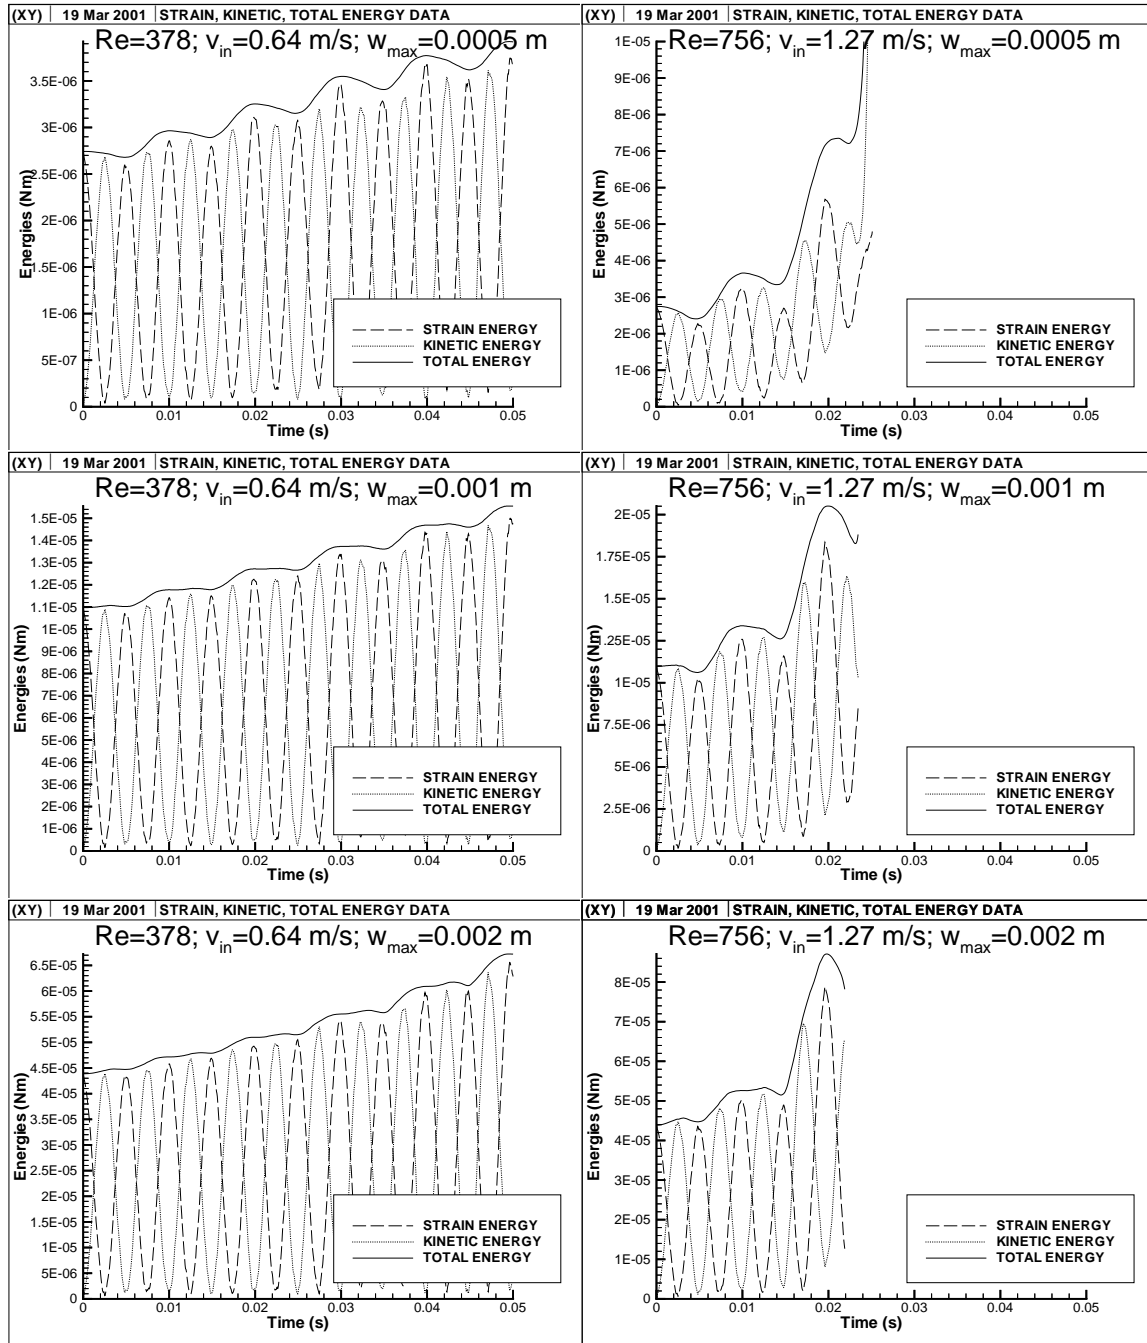 (XY) 19 Mar 2001 STRAIN, KINETIC, TOTAL ENERGY DATA
Re=378; v_in=0.64 m/s; w_max=0.0005 m
3.5E-06
3E-06
2.5E-06
2E-06
1.5E-06
1E-06
5E-07
0
Energies (Nm)
STRAIN ENERGY
KINETIC ENERGY
TOTAL ENERGY
0 0.01 0.02 0.03 0.04 0.05
Time (s)
(XY) 19 Mar 2001 STRAIN, KINETIC, TOTAL ENERGY DATA
Re=756; v_in=1.27 m/s; w_max=0.0005 m
1E-05
9E-06
8E-06
7E-06
6E-06
5E-06
4E-06
3E-06
2E-06
1E-06
0
Energies (Nm)
STRAIN ENERGY
KINETIC ENERGY
TOTAL ENERGY
0 0.01 0.02 0.03 0.04 0.05
Time (s)
(XY) 19 Mar 2001 STRAIN, KINETIC, TOTAL ENERGY DATA
Re=378; v_in=0.64 m/s; w_max=0.001 m
1.5E-05
1.4E-05
1.3E-05
1.2E-05
1.1E-05
1E-05
9E-06
8E-06
7E-06
6E-06
5E-06
4E-06
3E-06
2E-06
1E-06
0
Energies (Nm)
STRAIN ENERGY
KINETIC ENERGY
TOTAL ENERGY
0 0.01 0.02 0.03 0.04 0.05
Time (s)
(XY) 19 Mar 2001 STRAIN, KINETIC, TOTAL ENERGY DATA
Re=756; v_in=1.27 m/s; w_max=0.001 m
2E-05
1.75E-05
1.5E-05
1.25E-05
1E-05
7.5E-06
5E-06
2.5E-06
0
Energies (Nm)
STRAIN ENERGY
KINETIC ENERGY
TOTAL ENERGY
0 0.01 0.02 0.03 0.04 0.05
Time (s)
(XY) 19 Mar 2001 STRAIN, KINETIC, TOTAL ENERGY DATA
Re=378; v_in=0.64 m/s; w_max=0.002 m
6.5E-05
6E-05
5.5E-05
5E-05
4.5E-05
4E-05
3.5E-05
3E-05
2.5E-05
2E-05
1.5E-05
1E-05
5E-06
0
Energies (Nm)
STRAIN ENERGY
KINETIC ENERGY
TOTAL ENERGY
0 0.01 0.02 0.03 0.04 0.05
Time (s)
(XY) 19 Mar 2001 STRAIN, KINETIC, TOTAL ENERGY DATA
Re=756; v_in=1.27 m/s; w_max=0.002 m
8E-05
7E-05
6E-05
5E-05
4E-05
3E-05
2E-05
1E-05
0
Energies (Nm)
STRAIN ENERGY
KINETIC ENERGY
TOTAL ENERGY
0 0.01 0.02 0.03 0.04 0.05
Time (s)